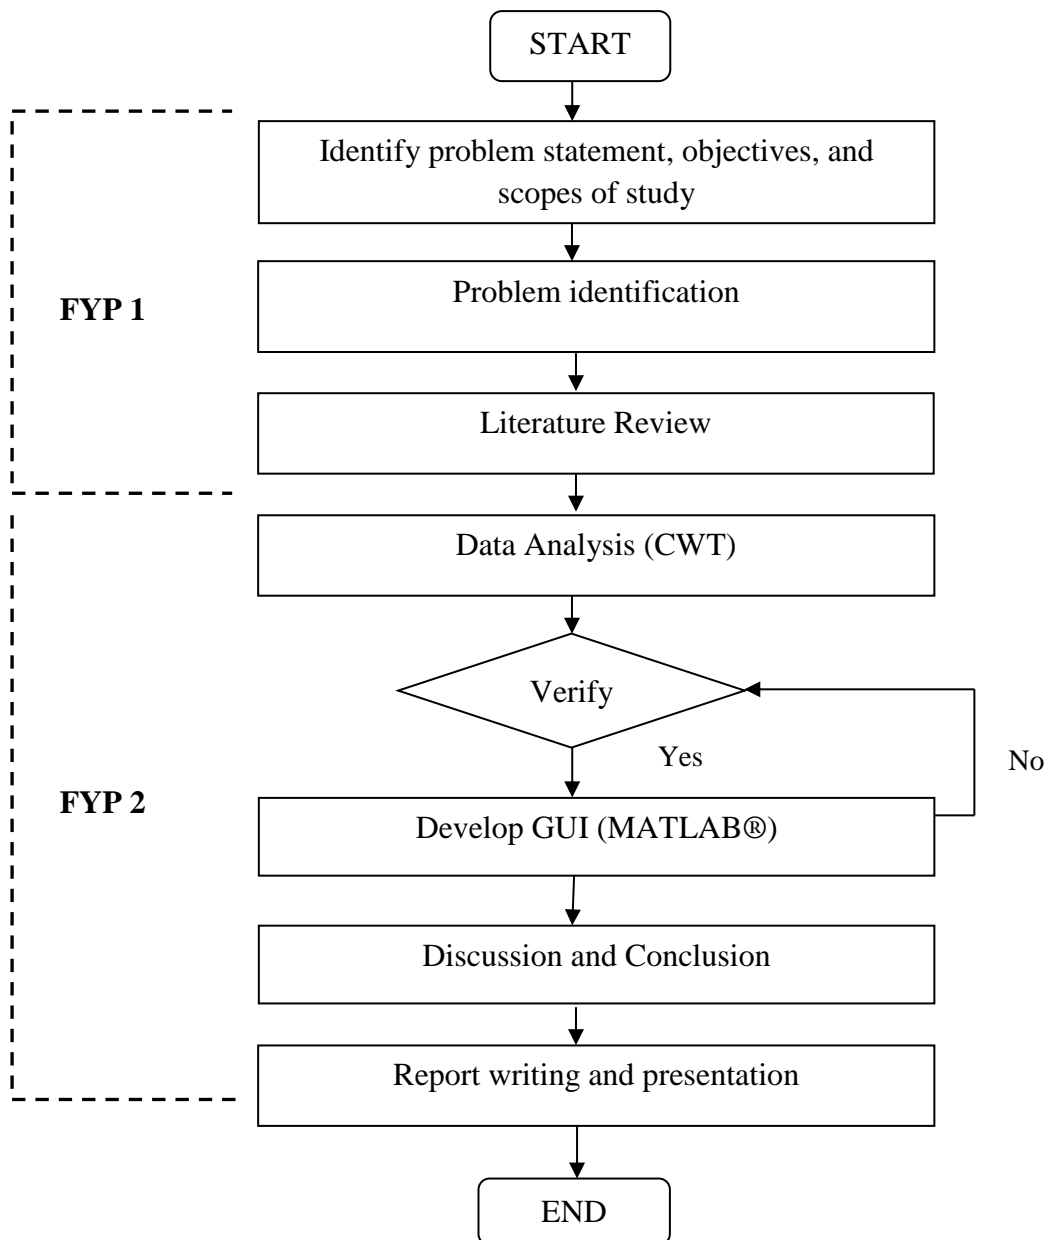 START
Identify problem statement, objectives, and
scopes of study
Problem identification
FYP 1
Literature Review
Data Analysis (CWT)
Verify
Yes
No
FYP 2
Develop GUI (MATLAB®)
Discussion and Conclusion
Report writing and presentation
END